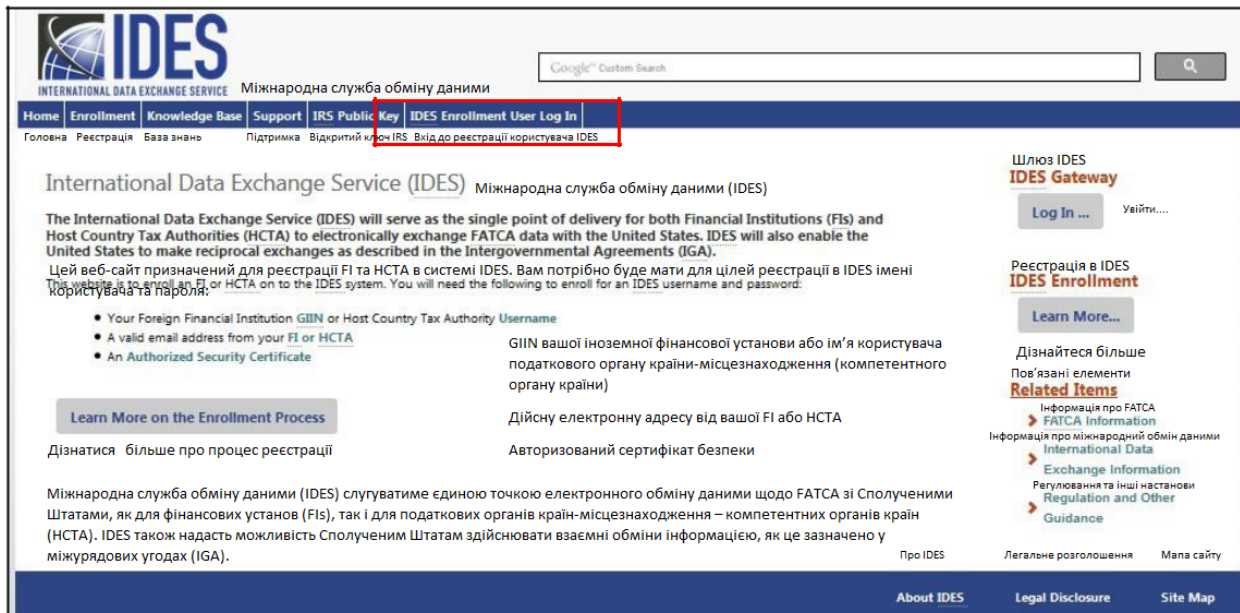 IDES
INTERNATIONAL DATA EXCHANGE SERVICE
Міжнародна служба обміну даними
Google™ Custom Search
Home Enrollment Knowledge Base Support IRS Public Key IDES Enrollment User Log In
Головна Реєстрація База знань Підтримка Відкритий ключ IRS Вхід до реєстрації користувача IDES
International Data Exchange Service (IDES) Міжнародна служба обміну даними (IDES)
The International Data Exchange Service (IDES) will serve as the single point of delivery for both Financial Institutions (FIs) and
Host Country Tax Authorities (HCTA) to electronically exchange FATCA data with the United States. IDES will also enable the
United States to make reciprocal exchanges as described in the Intergovernmental Agreements (IGA).
Цей веб-сайт призначений для реєстрації FI та HCTA в системі IDES. Вам потрібно буде мати для цілей реєстрації в IDES імені
This website is to enroll an FI or HCTA on to the IDES system. You will need the following to enroll for an IDES username and password:
користувача та пароля:
Your Foreign Financial Institution GIIN or Host Country Tax Authority Username
A valid email address from your FI or HCTA
An Authorized Security Certificate
GIIN вашої іноземної фінансової установи або ім’я користувача
податкового органу країни-місцезнаходження (компетентного
органу країни)
Learn More on the Enrollment Process
Дійсну електронну адресу від вашої FI або HCTA
Дізнатися більше про процес реєстрації
Авторизований сертифікат безпеки
Міжнародна служба обміну даними (IDES) слугуватиме єдиною точкою електронного обміну даними щодо FATCA зі Сполученими
Штатами, як для фінансових установ (FIs), так і для податкових органів країн-місцезнаходження – компетентних органів країн
(HCTA). IDES також надасть можливість Сполученим Штатам здійснювати взаємні обміни інформацією, як це зазначено у
міжурядових угодах (IGA).
Шлюз IDES
IDES Gateway
Log In ... Увійти....
Реєстрація в IDES
IDES Enrollment
Learn More...
Дізнайтеся більше
Пов’язані елементи
Related Items
Інформація про FATCA
FATCA Information
Інформація про міжнародний обмін даними
International Data
Exchange Information
Регулювання та інші настанови
Regulation and Other
Guidance
Про IDES Легальне розголошення Мапа сайту
About IDES Legal Disclosure Site Map